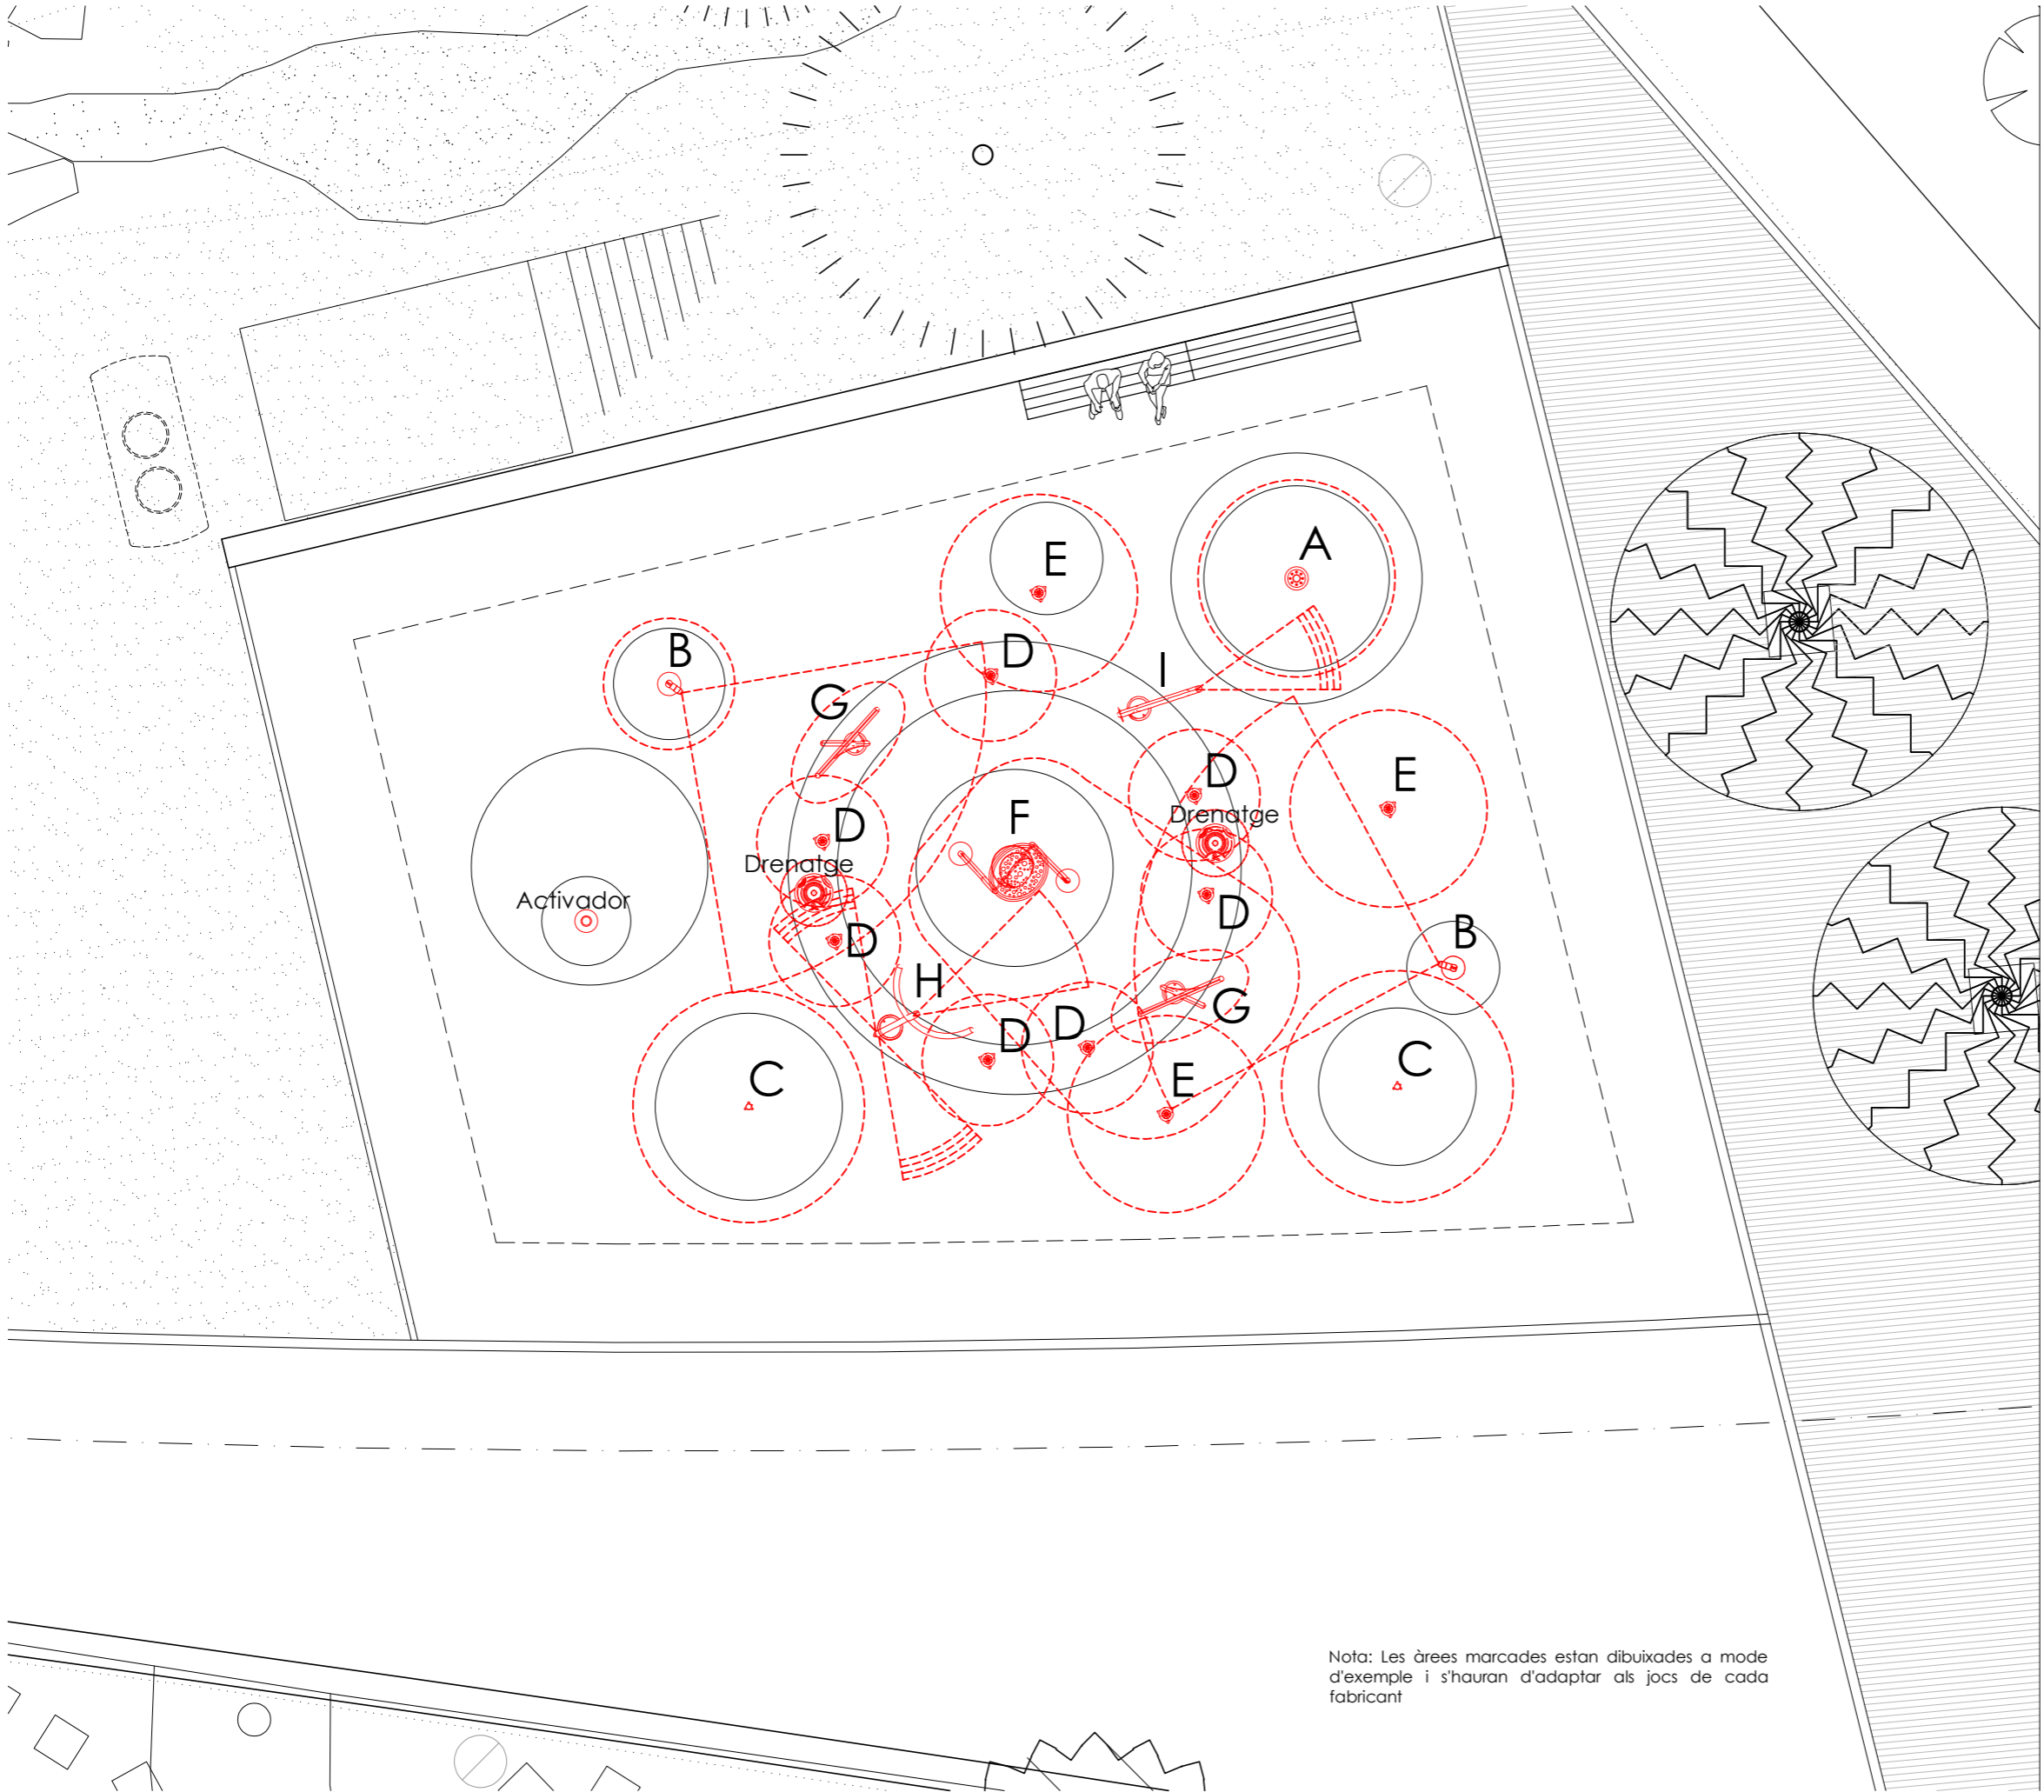 A
E
B
D
I
G
D
E
D
Drenatge
F
Drenatge
Activador
D
B
D
H
G
D
D
C
E
C
Nota: Les àrees marcades estan dibuixades a mode
d'exemple i s'hauran d'adaptar als jocs de cada
fabricant